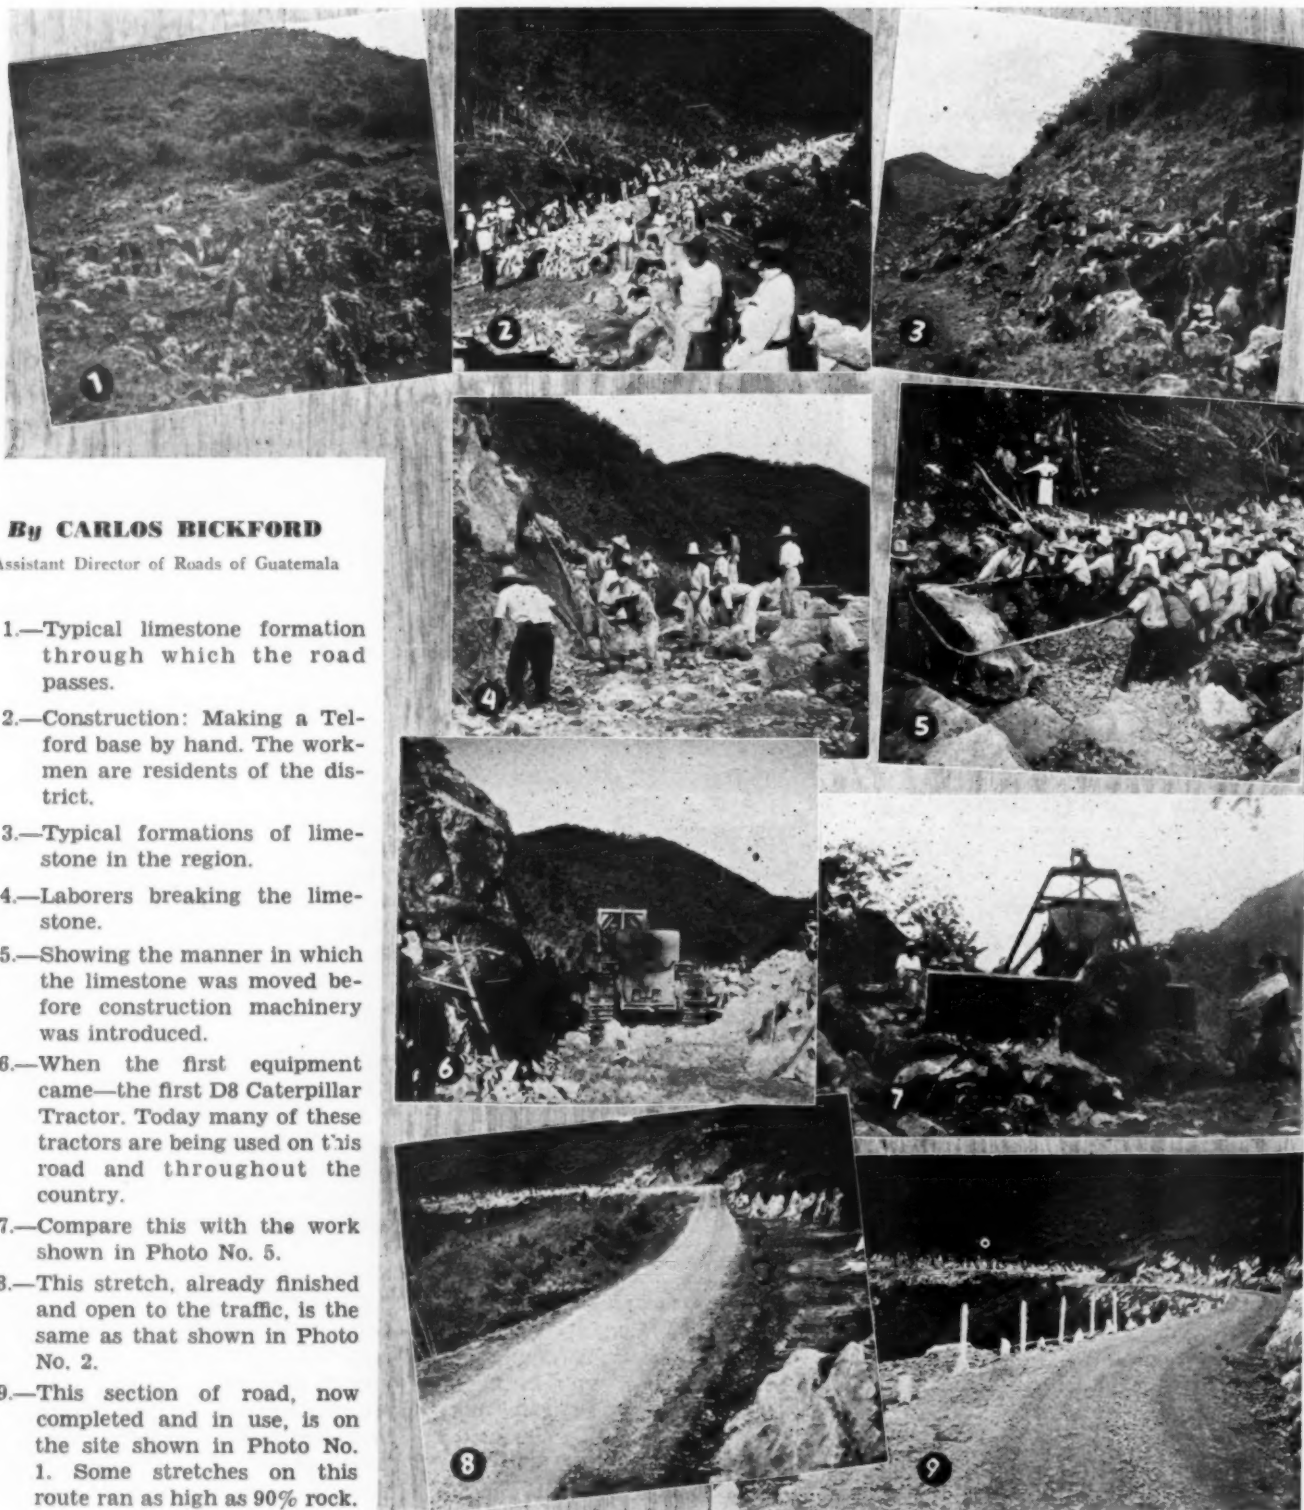 1
2
3
4
5
6
7
8
9
By CARLOS BICKFORD
Assistant Director of Roads of Guatemala
1.—Typical limestone formation
through which the road
passes.
2.—Construction: Making a Tel-
ford base by hand. The work-
men are residents of the dis-
trict.
3.—Typical formations of lime-
stone in the region.
4.—Laborers breaking the lime-
stone.
5.—Showing the manner in which
the limestone was moved be-
fore construction machinery
was introduced.
6.—When the first equipment
came—the first D8 Caterpillar
Tractor. Today many of these
tractors are being used on this
road and throughout the
country.
7.—Compare this with the work
shown in Photo No. 5.
8.—This stretch, already finished
and open to the traffic, is the
same as that shown in Photo
No. 2.
9.—This section of road, now
completed and in use, is on
the site shown in Photo No.
1. Some stretches on this
route ran as high as 90% rock.